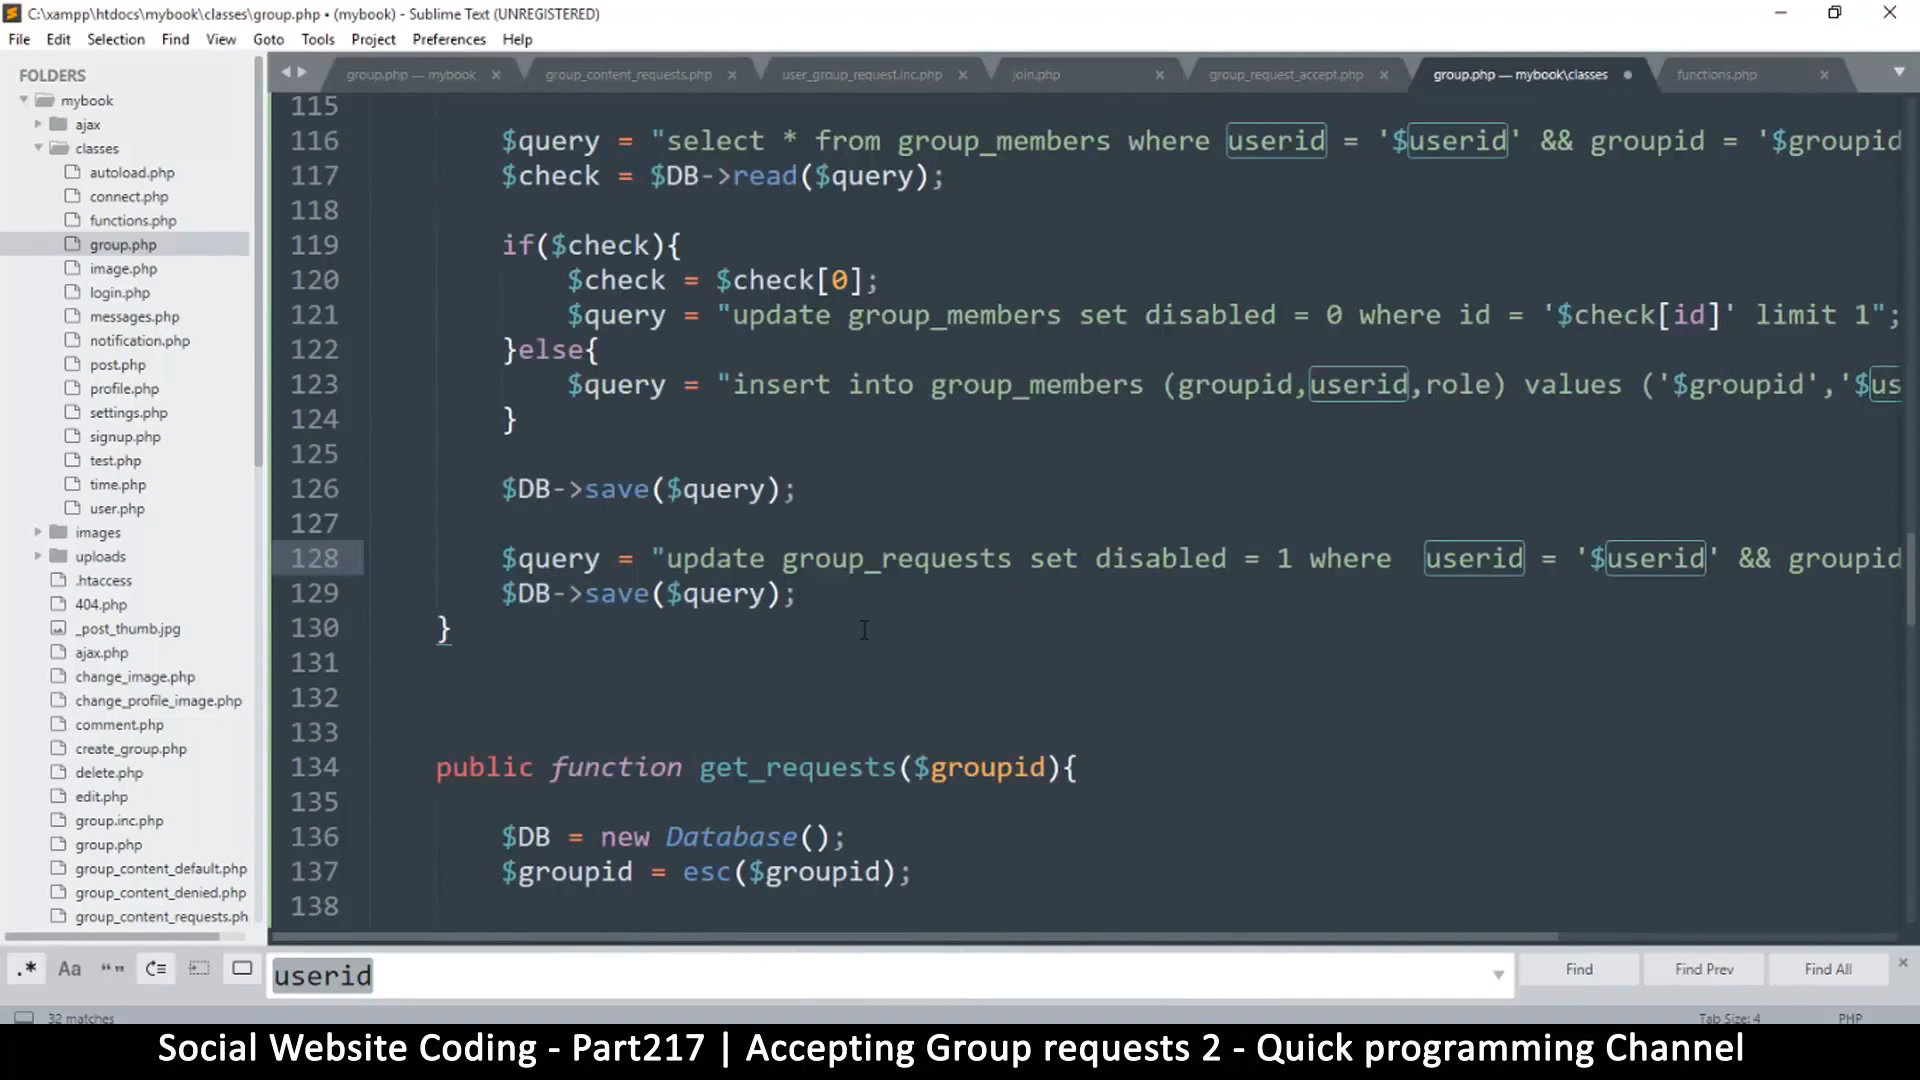 C:\xampp\htdocs\mybook\classes\group.php • (mybook) - Sublime Text (UNREGISTERED)
File Edit Selection Find View Goto Tools Project Preferences Help
FOLDERS
mybook
ajax
classes
autoload.php
connect.php
functions.php
group.php
image.php
login.php
messages.php
notification.php
post.php
profile.php
settings.php
signup.php
test.php
time.php
user.php
images
uploads
.htaccess
404.php
_post_thumb.jpg
ajax.php
change_image.php
change_profile_image.php
comment.php
create_group.php
delete.php
edit.php
group.inc.php
group.php
group_content_default.php
group_content_denied.php
group_content_requests.ph
group.php — mybook × group_content_requests.php × user_group_request.inc.php × join.php × group_request_accept.php × group.php — mybook\classes • functions.php ×
115
116 $query = "select * from group_members where userid = '$userid' && groupid = '$groupid
117 $check = $DB->read($query);
118
119 if($check){
120 $check = $check[0];
121 $query = "update group_members set disabled = 0 where id = '$check[id]' limit 1";
122 }else{
123 $query = "insert into group_members (groupid,userid,role) values ('$groupid','$us
124 }
125
126 $DB->save($query);
127
128 $query = "update group_requests set disabled = 1 where  userid = '$userid' && groupid
129 $DB->save($query);
130 }
131
132
133
134 public function get_requests($groupid){
135
136 $DB = new Database();
137 $groupid = esc($groupid);
138
.* Aa “” userid Find Find Prev Find All ×
32 matches Tab Size: 4 PHP
Social Website Coding - Part217 | Accepting Group requests 2 - Quick programming Channel